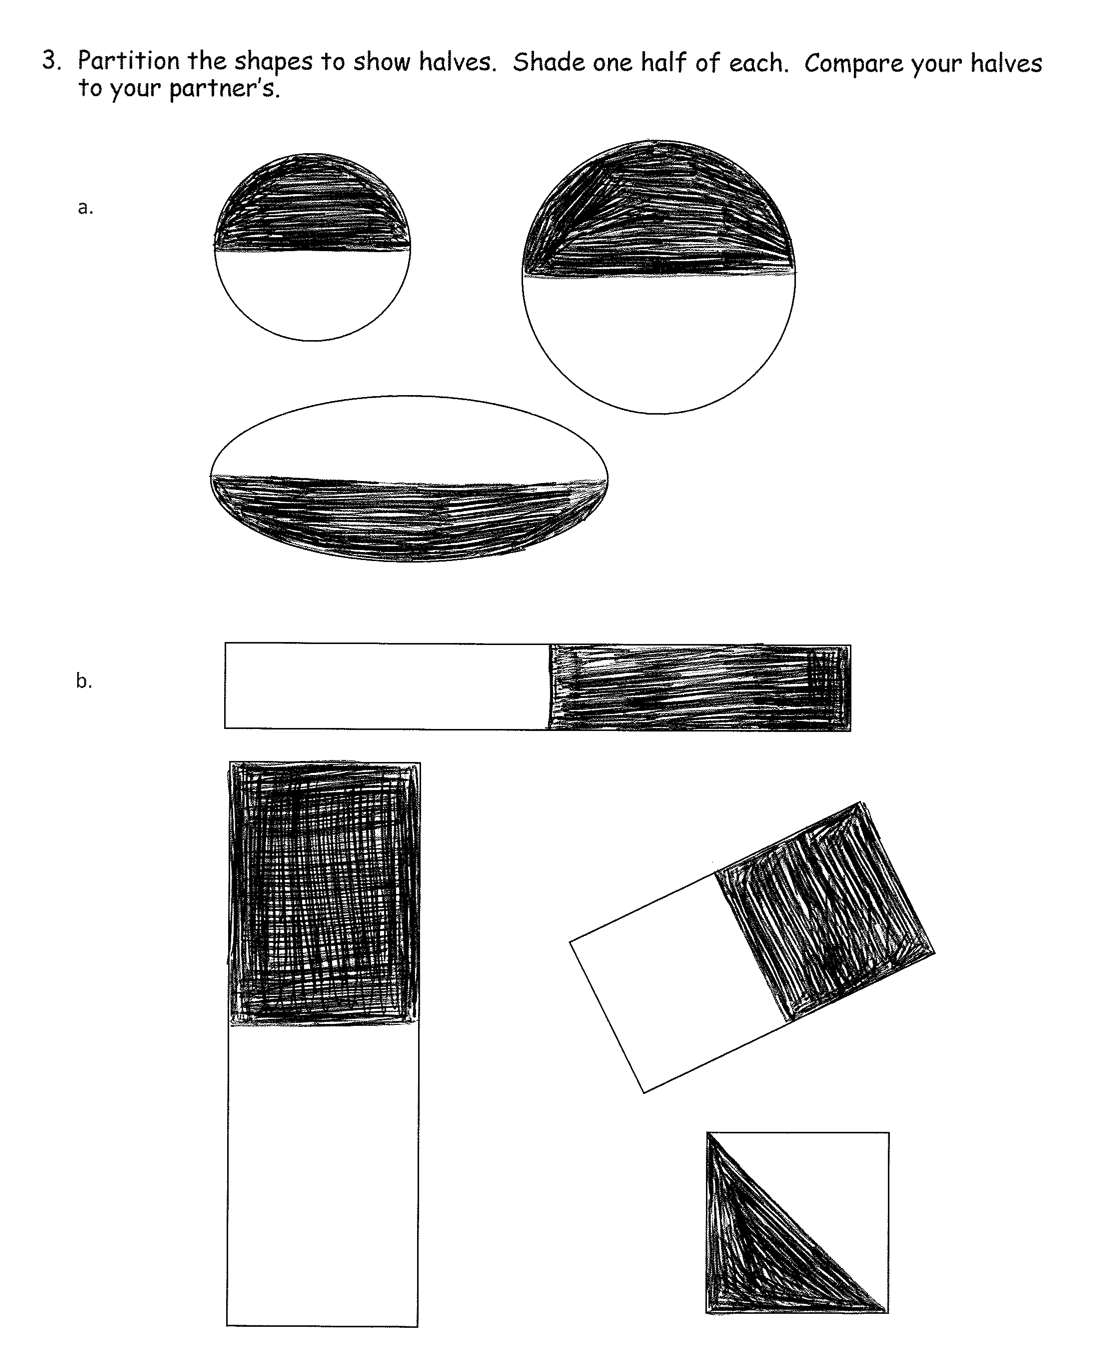 3. Partition the shapes to show halves. Shade one half of each. Compare your halves
to your partner's.
a.
b.